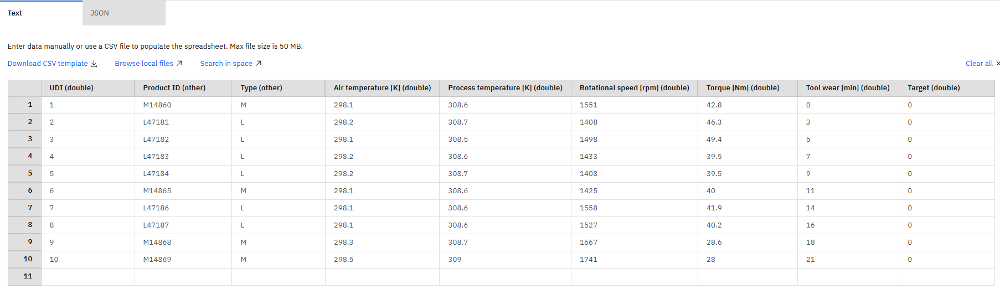 Text JSON
Enter data manually or use a CSV file to populate the spreadsheet. Max file size is 50 MB.
Download CSV template Browse local files Search in space Clear all
UDI (double) Product ID (other) Type (other) Air temperature [K] (double) Process temperature [K] (double) Rotational speed [rpm] (double) Torque [Nm] (double) Tool wear [min] (double) Target (double)
1 1 M14860 M 298.1 308.6 1551 42.8 0 0
2 2 L47181 L 298.2 308.7 1408 46.3 3 0
3 3 L47182 L 298.1 308.5 1498 49.4 5 0
4 4 L47183 L 298.2 308.6 1433 39.5 7 0
5 5 L47184 L 298.2 308.7 1408 39.5 9 0
6 6 M14865 M 298.1 308.6 1425 40 11 0
7 7 L47186 L 298.1 308.6 1558 41.9 14 0
8 8 L47187 L 298.1 308.6 1527 40.2 16 0
9 9 M14868 M 298.3 308.7 1667 28.6 18 0
10 10 M14869 M 298.5 309 1741 28 21 0
11